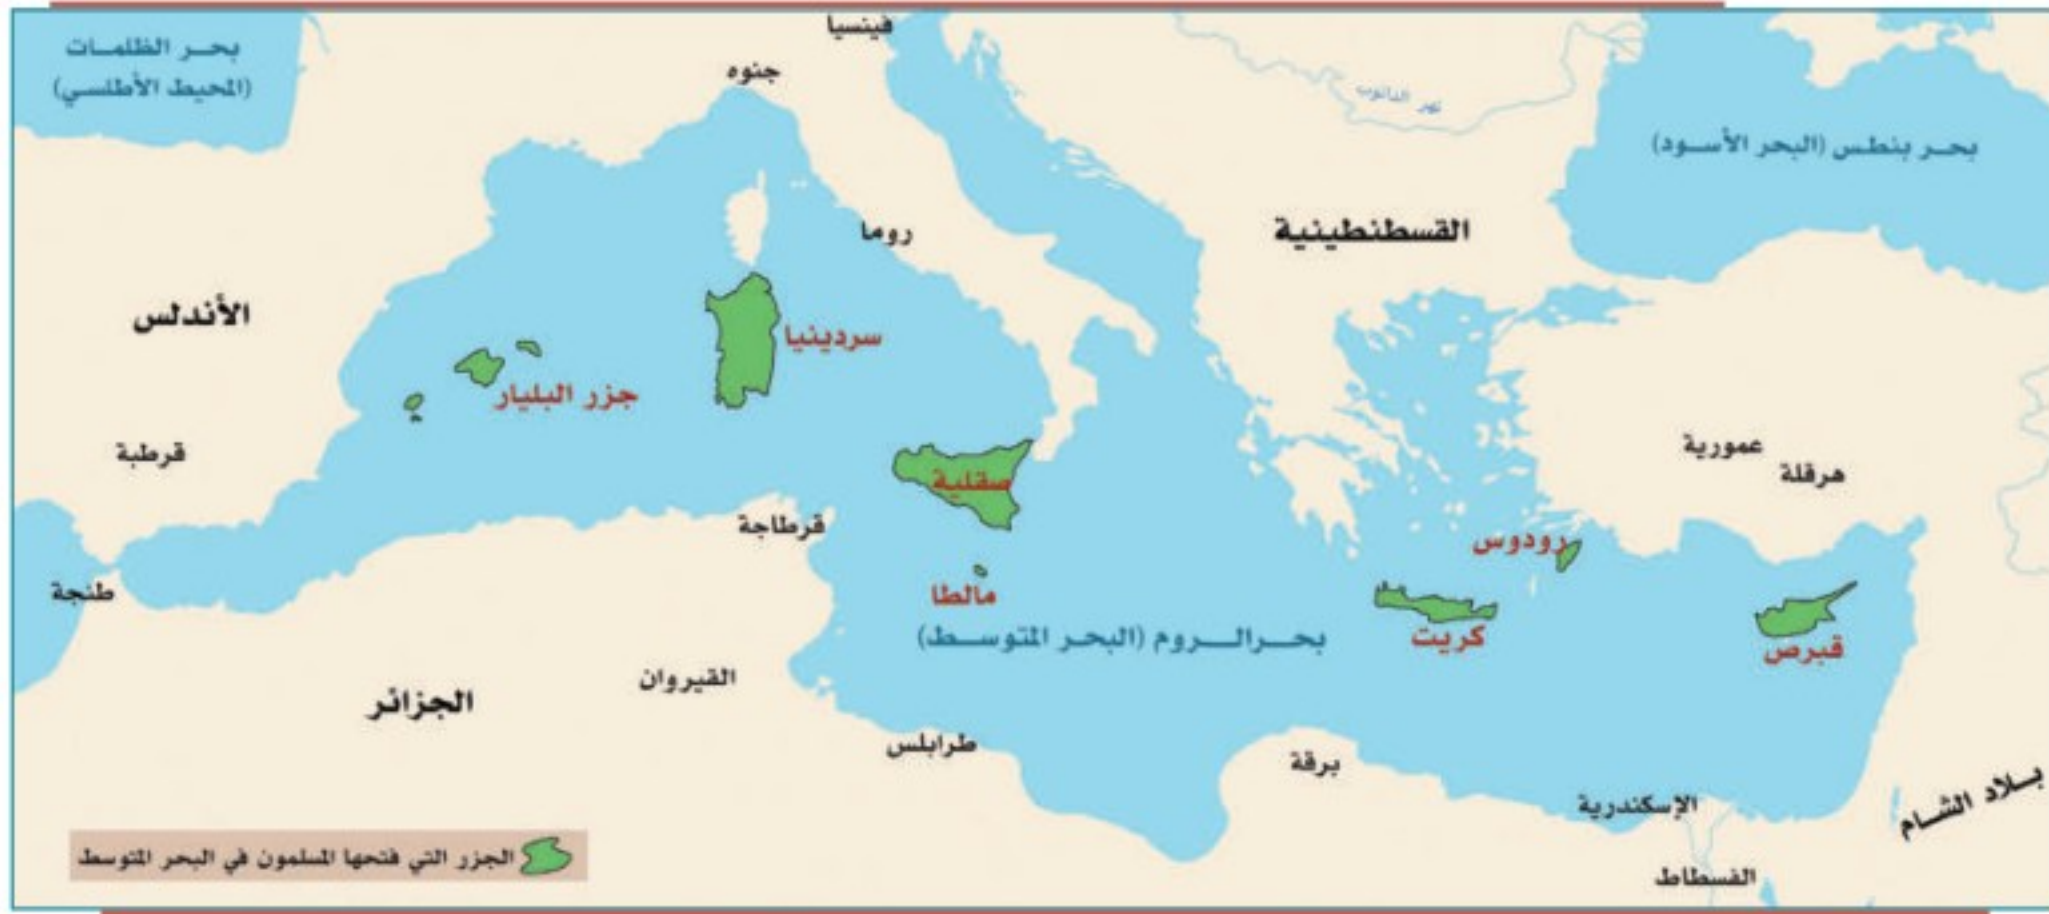 فينسيا
بحر الظلمات
(المحيط الأطلسي)
جنوه
نهر الدانوب
بحر بنطس (البحر الأسود)
روما
القسطنطينية
الأندلس
سردينيا
جزر البليار
قرطبة
عمورية
هرقلة
صقلية
قرطاجة
رودوس
طنجة
مالطا
بحر الروم (البحر المتوسط)
كريت
قبرص
القيروان
الجزائر
طرابلس
برقة
الإسكندرية
بلاد الشام
الجزر التي فتحها المسلمون في البحر المتوسط
الفسطاط